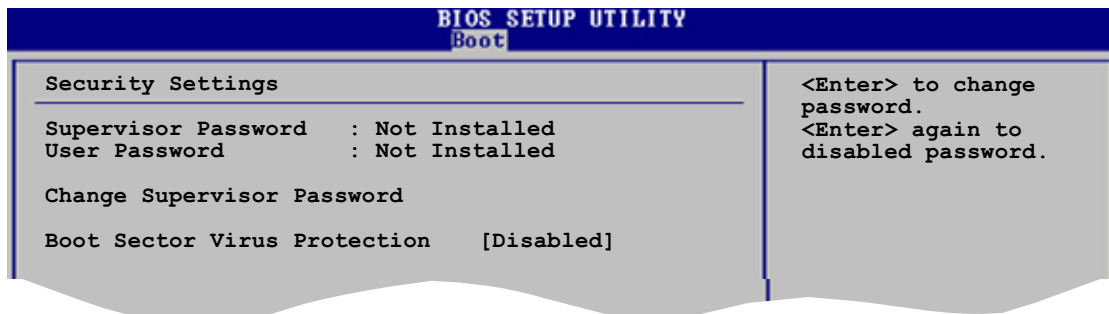 BIOS SETUP UTILITY
Boot
Security Settings
Supervisor Password : Not Installed
User Password : Not Installed
Change Supervisor Password
Boot Sector Virus Protection [Disabled]
<Enter> to change
password.
<Enter> again to
disabled password.